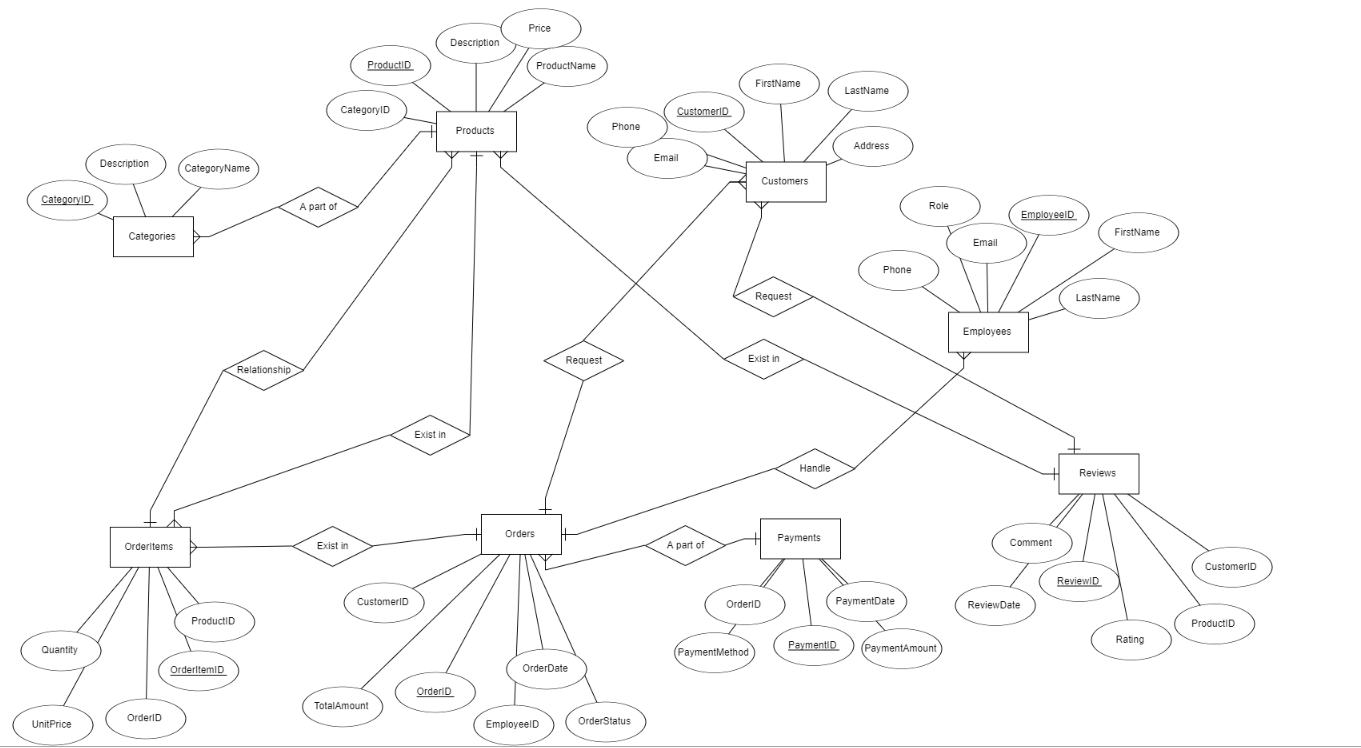 Price
Description
ProductID
ProductName
CategoryID
Products
FirstName
LastName
CustomerID
Phone
Email
Address
Customers
Description
CategoryName
CategoryID
A part of
Categories
Role
EmployeeID
Email
FirstName
Phone
LastName
Employees
Request
Exist in
Request
Relationship
Exist in
Handle
Reviews
Orders
Payments
OrderItems
Exist in
A part of
Comment
CustomerID
ReviewID
ReviewDate
CustomerID
OrderID
PaymentDate
ProductID
ProductID
Rating
Quantity
PaymentMethod
PaymentID
PaymentAmount
OrderItemID
OrderDate
OrderID
TotalAmount
UnitPrice
OrderID
EmployeeID
OrderStatus